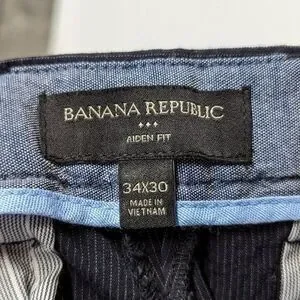 BANANA REPUBLIC
AIDEN FIT
34X30
MADE IN
VIETNAM